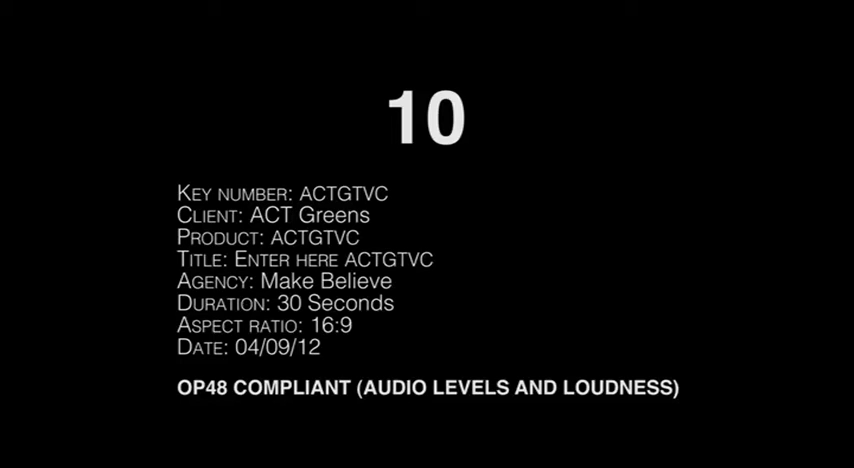 10
Key number: ACTGTVC
Client: ACT Greens
Product: ACTGTVC
Title: Enter here ACTGTVC
Agency: Make Believe
Duration: 30 Seconds
Aspect ratio: 16:9
Date: 04/09/12
OP48 COMPLIANT (AUDIO LEVELS AND LOUDNESS)